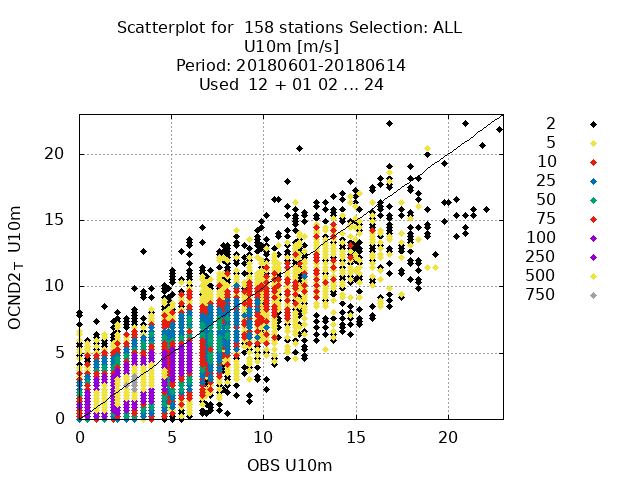 Scatterplot for  158 stations Selection: ALL
U10m [m/s]
Period: 20180601-20180614
Used  12 + 01 02 ... 24
OCND2_T U10m
20
15
10
5
0
0 5 10 15 20
OBS U10m
2
5
10
25
50
75
100
250
500
750